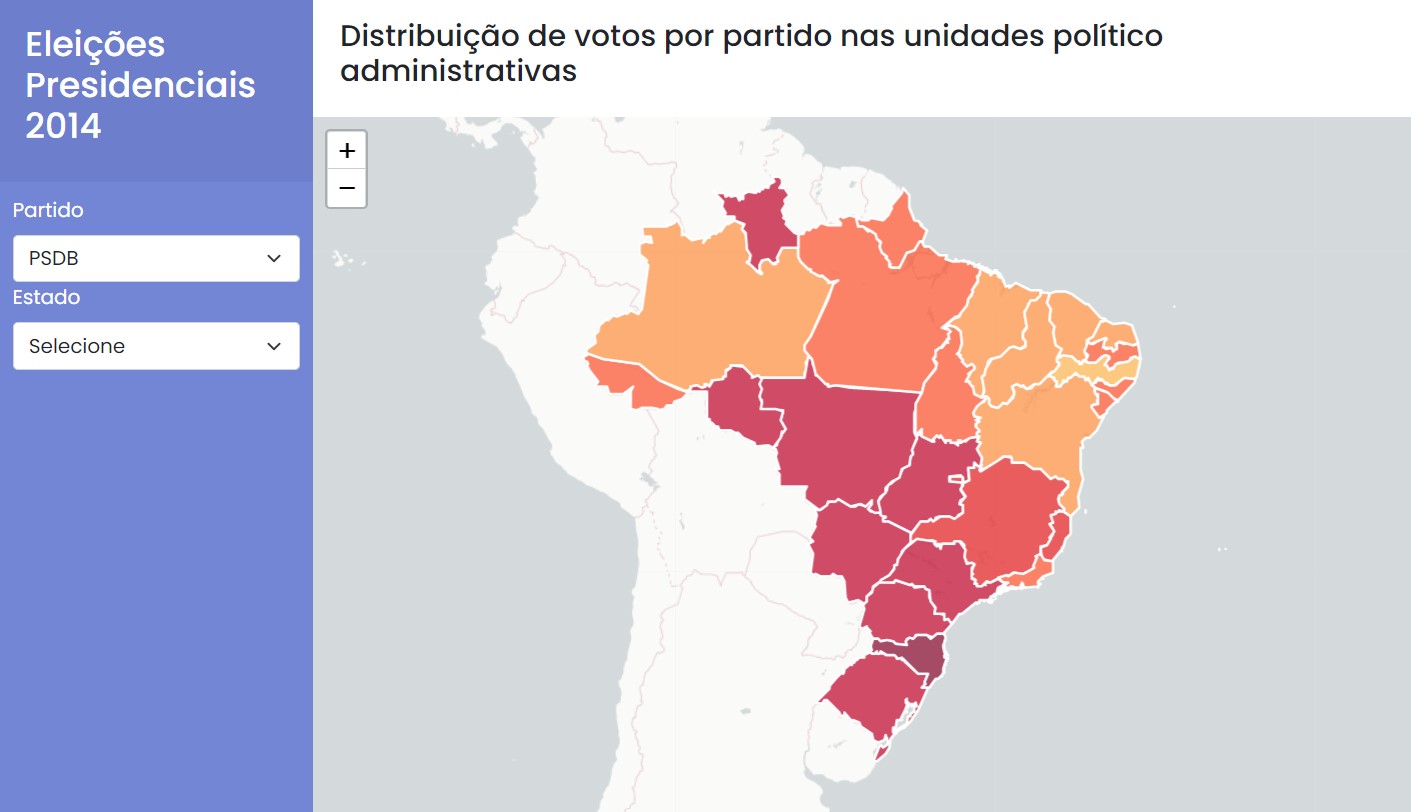 Eleições
Presidenciais
2014
Partido
PSDB
Estado
Selecione
Distribuição de votos por partido nas unidades político
administrativas
+
−